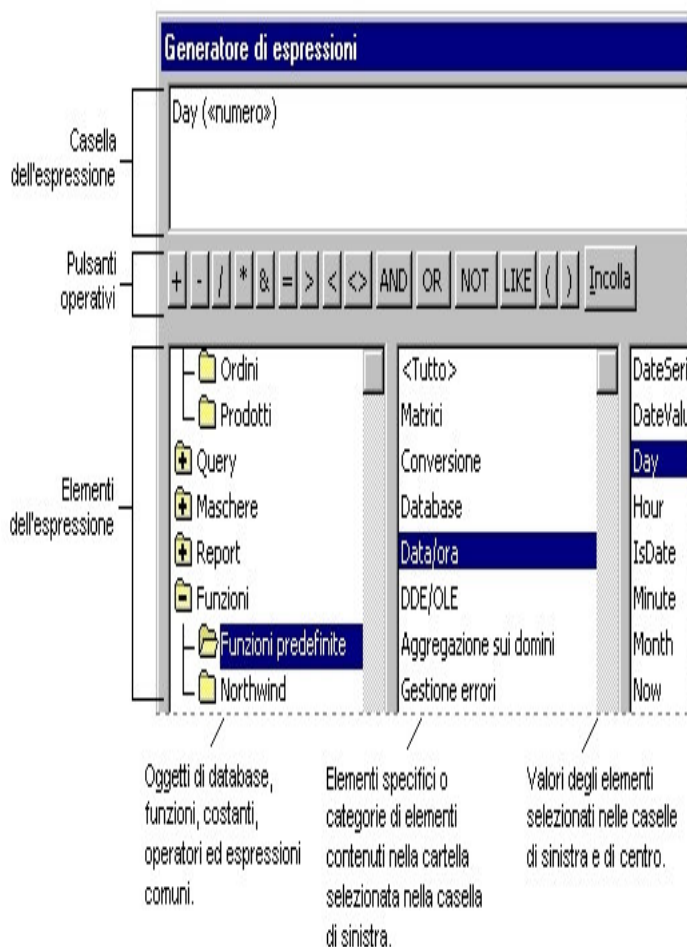 Generatore di espressioni
Day («numero»)
Casella
dell'espressione
Pulsanti
operativi
+ - / * & = > < <> AND OR NOT LIKE ( ) Incolla
Elementi
dell'espressione
Ordini
Prodotti
Query
Maschere
Report
Funzioni
Funzioni predefinite
Northwind
<Tutto>
Matrici
Conversione
Database
Data/ora
DDE/OLE
Aggregazione sui domini
Gestione errori
DateSeri
DateValu
Day
Hour
IsDate
Minute
Month
Now
Oggetti di database,
funzioni, costanti,
operatori ed espressioni
comuni.
Elementi specifici o
categorie di elementi
contenuti nella cartella
selezionata nella casella
di sinistra.
Valori degli elementi
selezionati nelle caselle
di sinistra e di centro.